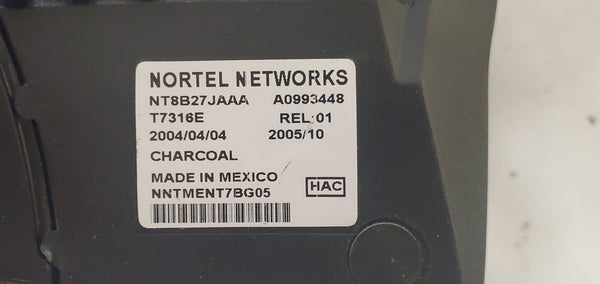 NORTEL NETWORKS
NT8B27JAAA A0993448
T7316E REL:01
2004/04/04 2005/10
CHARCOAL
MADE IN MEXICO
NNTMENT7BG05 HAC